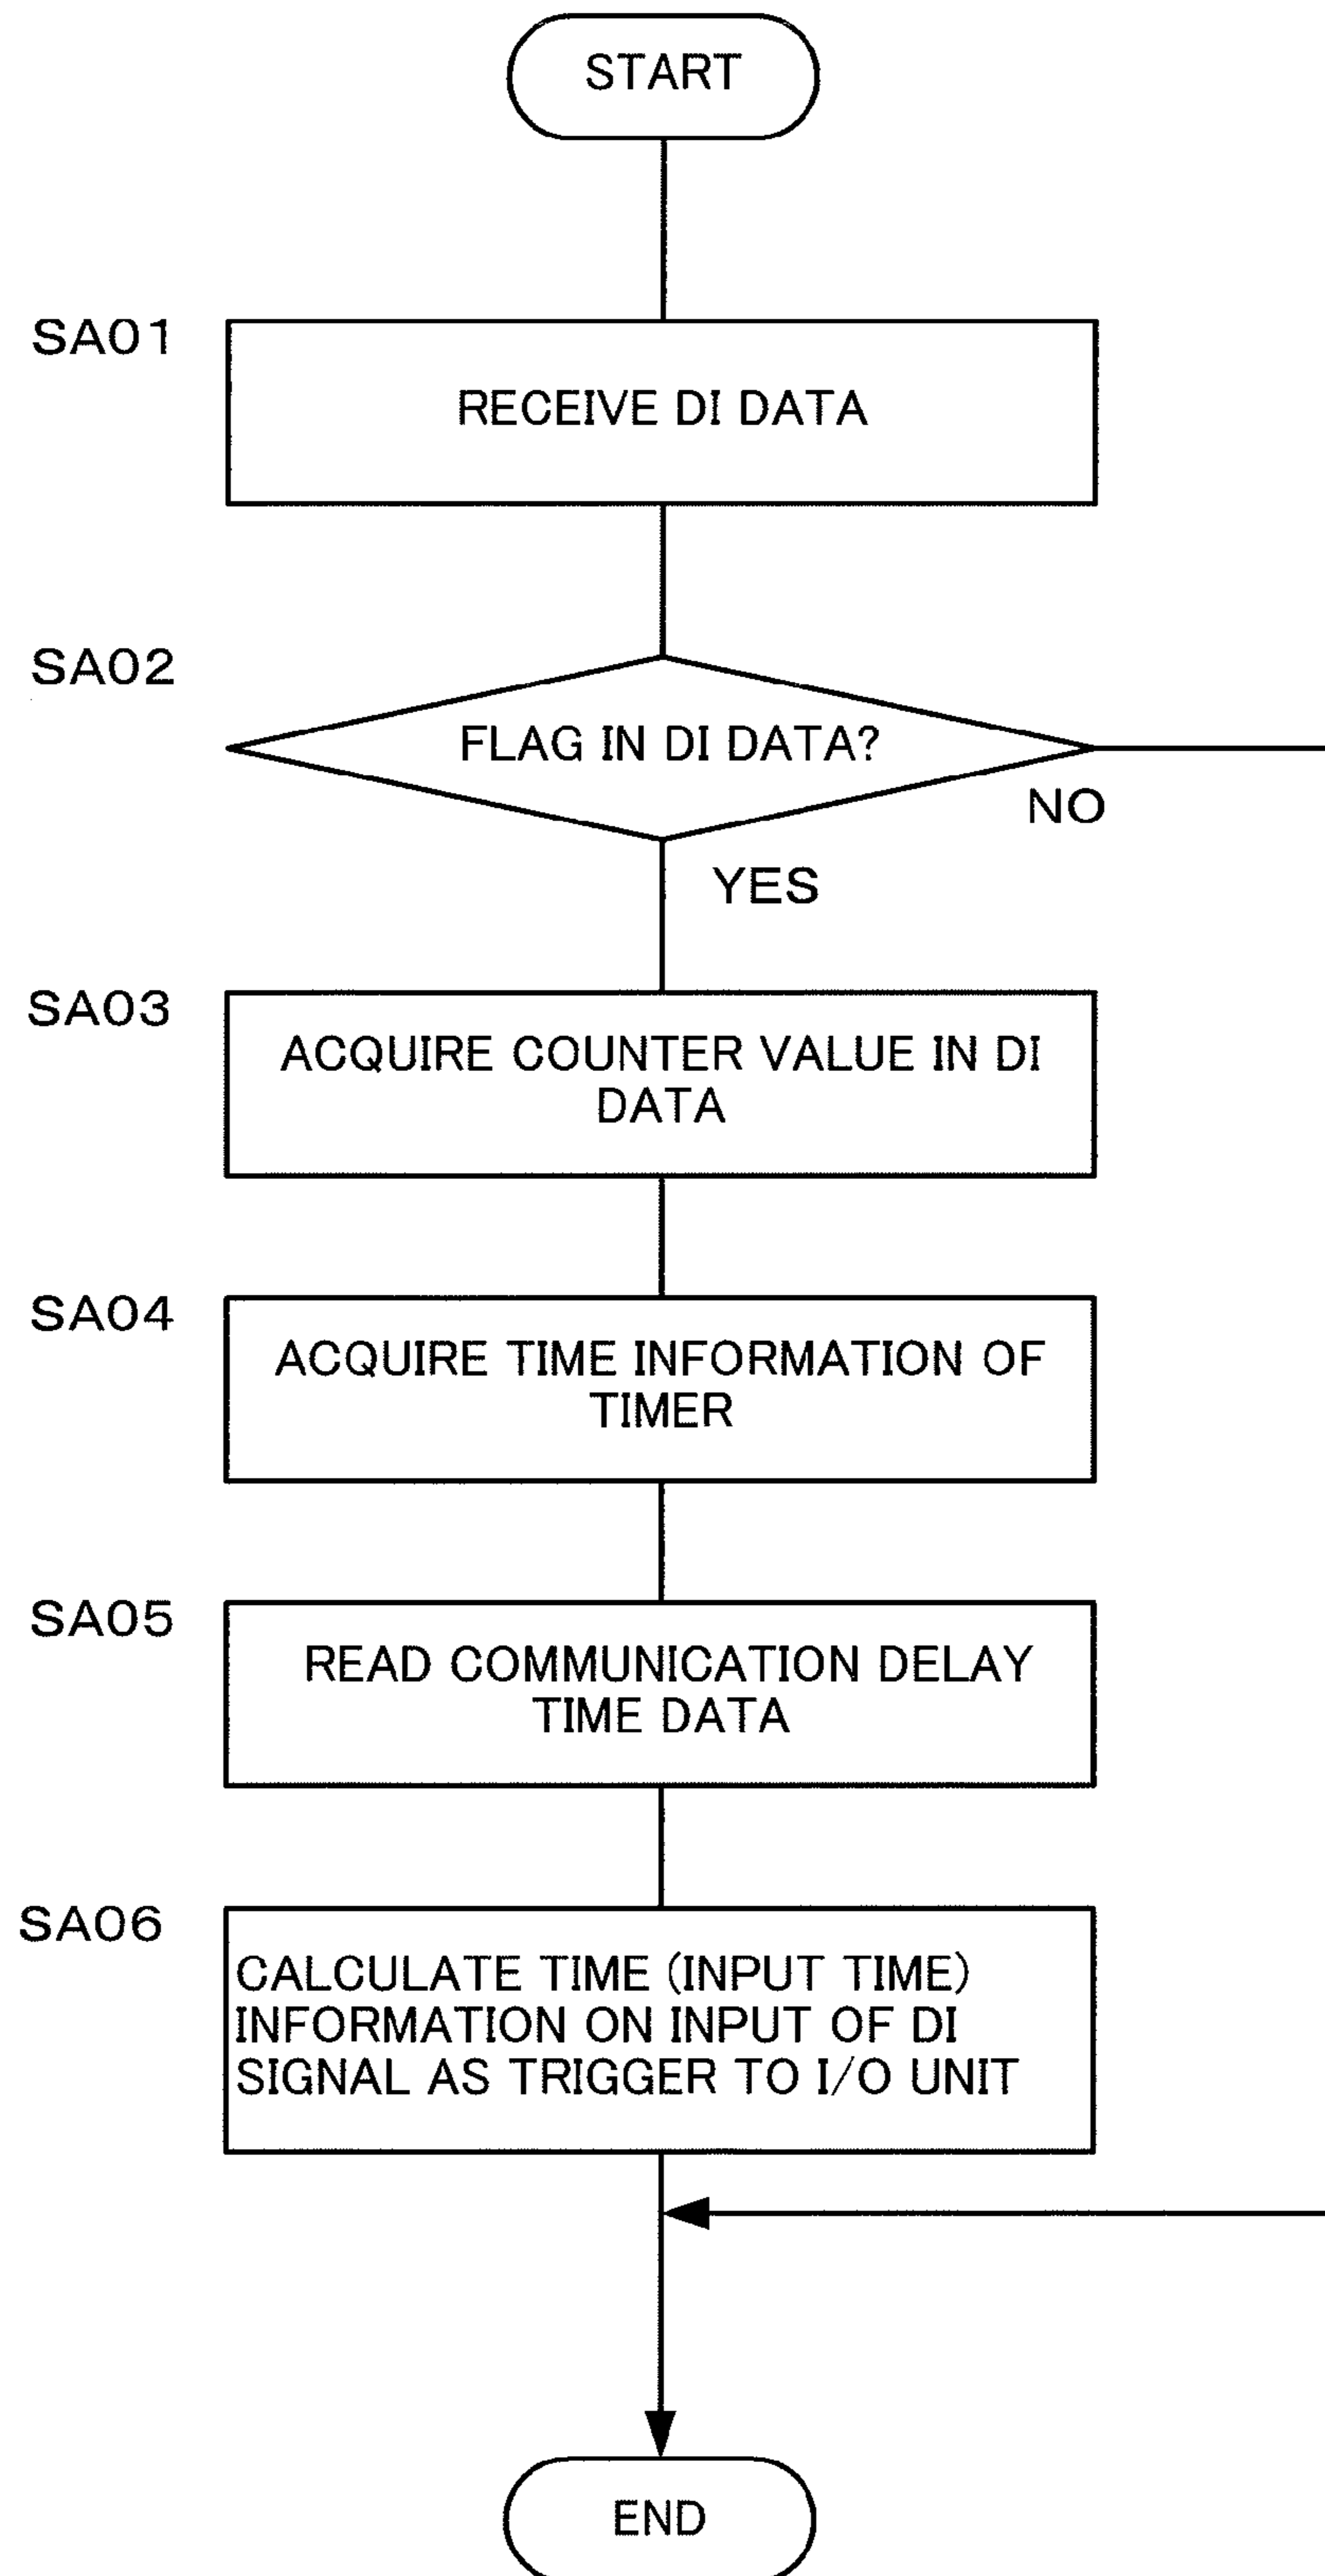 START
SA01
RECEIVE DI DATA
SA02
FLAG IN DI DATA?
NO
YES
SA03
ACQUIRE COUNTER VALUE IN DI
DATA
SA04
ACQUIRE TIME INFORMATION OF
TIMER
SA05
READ COMMUNICATION DELAY
TIME DATA
SA06
CALCULATE TIME (INPUT TIME)
INFORMATION ON INPUT OF DI
SIGNAL AS TRIGGER TO I/O UNIT
END